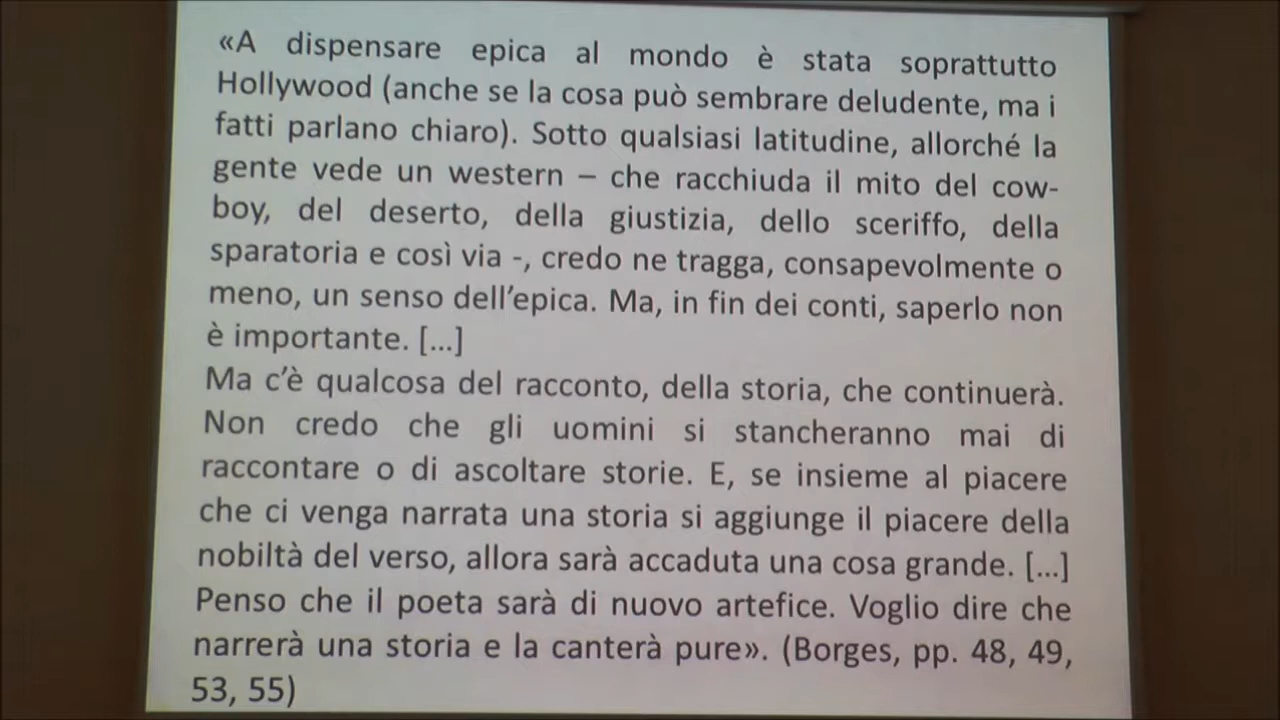 «A dispensare epica al mondo è stata soprattutto
Hollywood (anche se la cosa può sembrare deludente, ma i
fatti parlano chiaro). Sotto qualsiasi latitudine, allorché la
gente vede un western – che racchiuda il mito del cow-
boy, del deserto, della giustizia, dello sceriffo, della
sparatoria e così via -, credo ne tragga, consapevolmente o
meno, un senso dell’epica. Ma, in fin dei conti, saperlo non
è importante. […]
Ma c’è qualcosa del racconto, della storia, che continuerà.
Non credo che gli uomini si stancheranno mai di
raccontare o di ascoltare storie. E, se insieme al piacere
che ci venga narrata una storia si aggiunge il piacere della
nobiltà del verso, allora sarà accaduta una cosa grande. […]
Penso che il poeta sarà di nuovo artefice. Voglio dire che
narrerà una storia e la canterà pure». (Borges, pp. 48, 49,
53, 55)